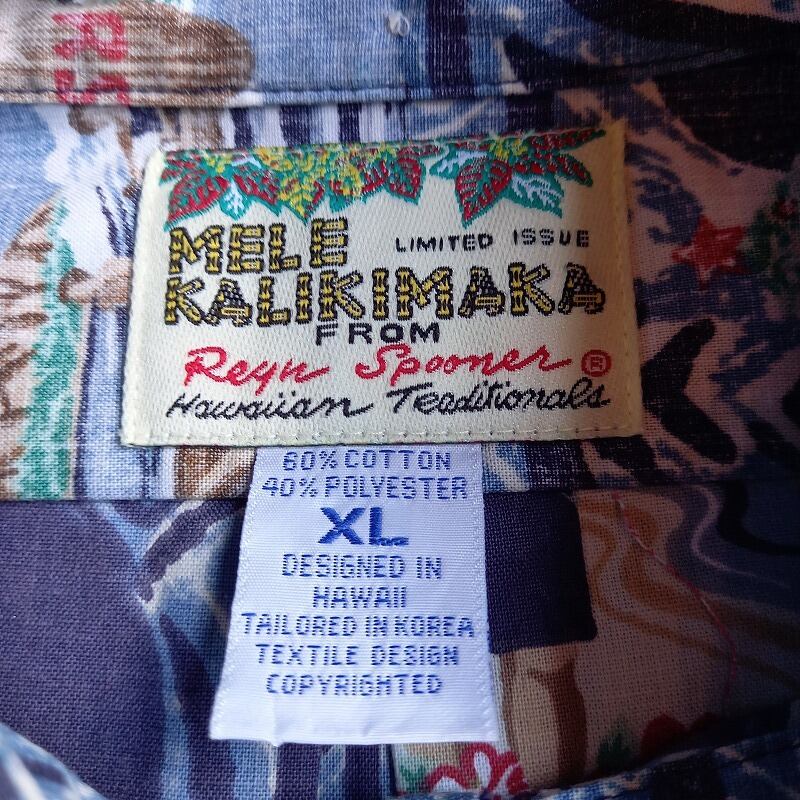 MELE LIMITED ISSUE
KALIKIMAKA
FROM
Reyn Spooner ®
Hawaiian Traditionals
60% COTTON
40% POLYESTER
XL
DESIGNED IN
HAWAII
TAILORED IN KOREA
TEXTILE DESIGN
COPYRIGHTED